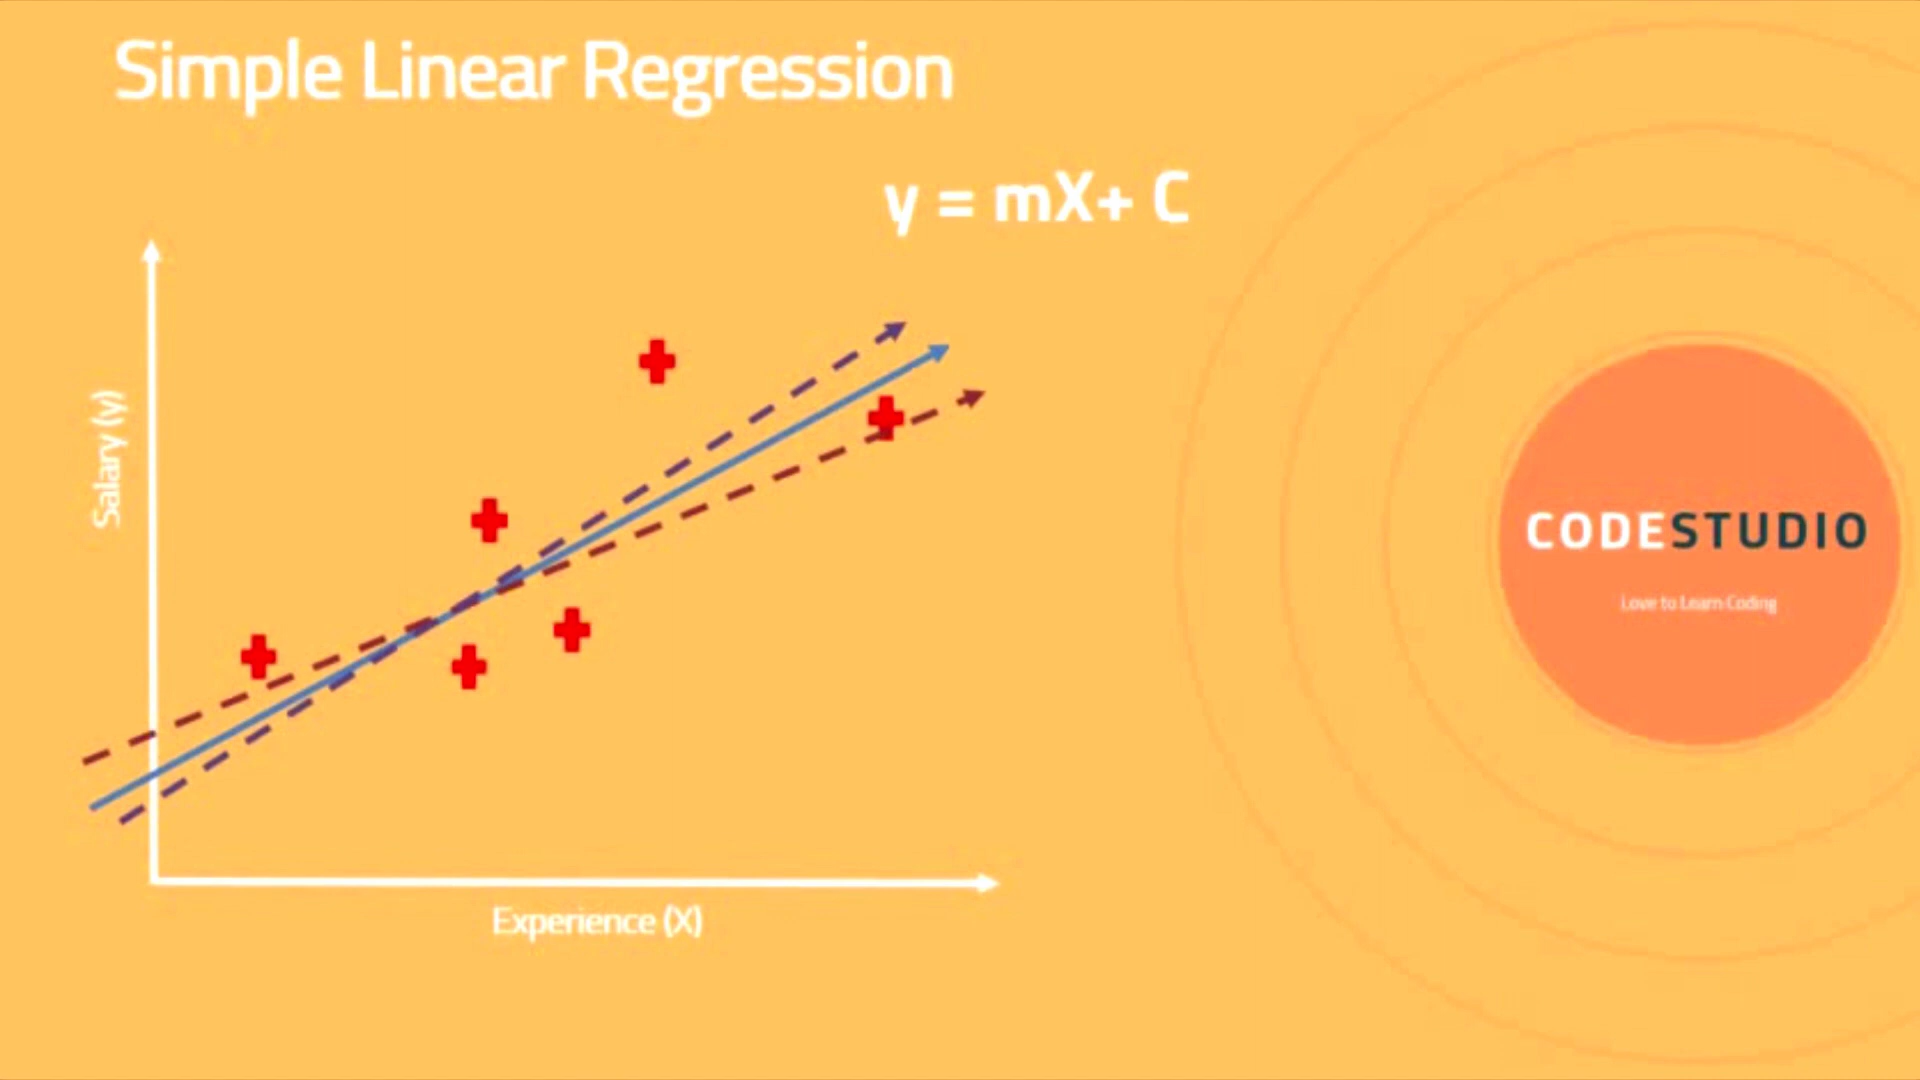 Simple Linear Regression
y = mX+ C
Salary (y)
Experience (X)
CODESTUDIO
Love to Learn Coding